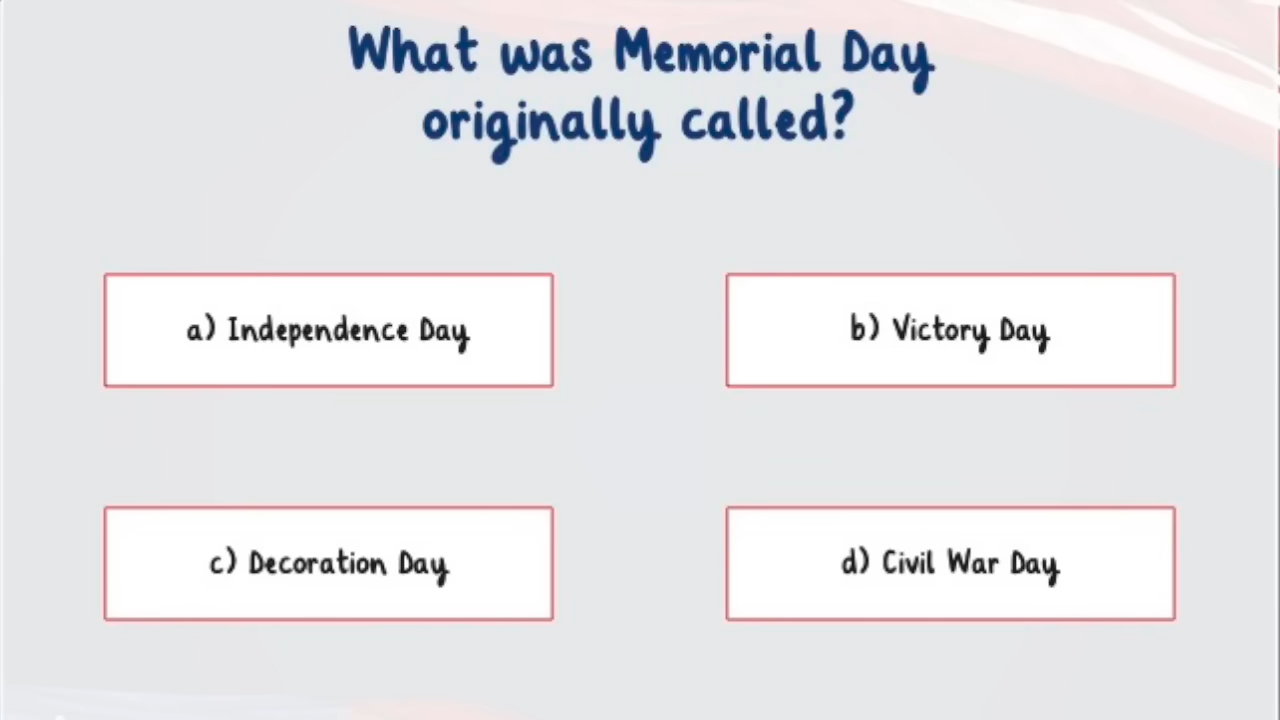 What was Memorial Day
originally called?
a) Independence Day
b) Victory Day
c) Decoration Day
d) Civil War Day